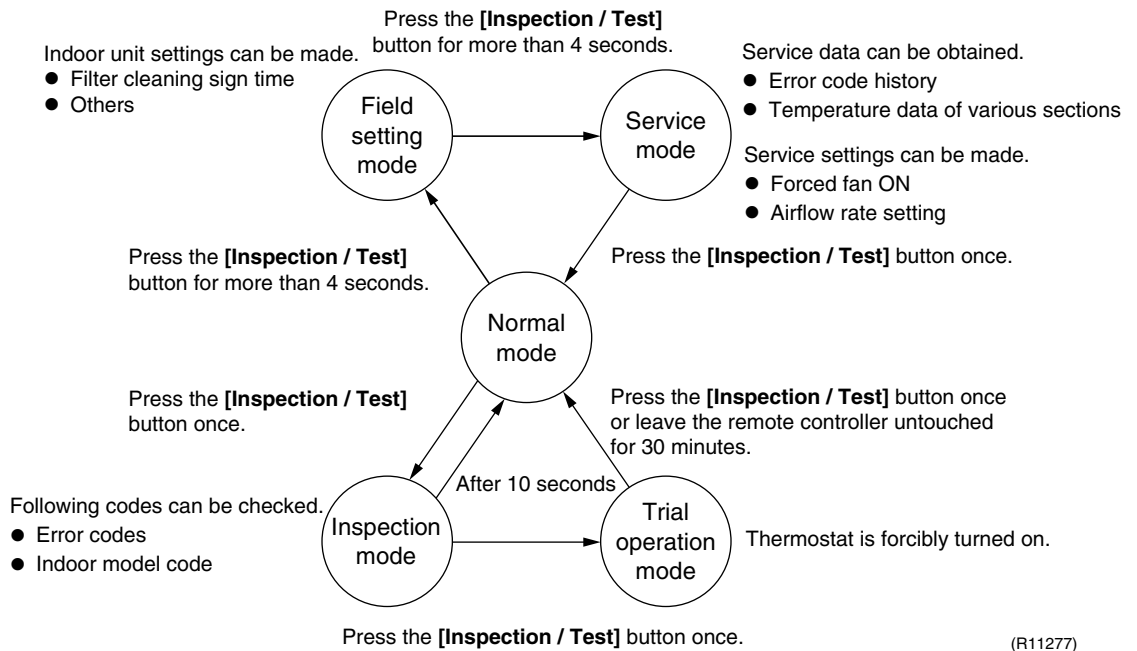 Press the [Inspection / Test]
button for more than 4 seconds.
Indoor unit settings can be made.
● Filter cleaning sign time
● Others
Field
setting
mode
Service
mode
Service data can be obtained.
● Error code history
● Temperature data of various sections
Service settings can be made.
● Forced fan ON
● Airflow rate setting
Press the [Inspection / Test]
button for more than 4 seconds.
Press the [Inspection / Test] button once.
Normal
mode
Press the [Inspection / Test]
button once.
Press the [Inspection / Test] button once
or leave the remote controller untouched
for 30 minutes.
After 10 seconds
Following codes can be checked.
● Error codes
● Indoor model code
Inspection
mode
Trial
operation
mode
Thermostat is forcibly turned on.
Press the [Inspection / Test] button once.
(R11277)